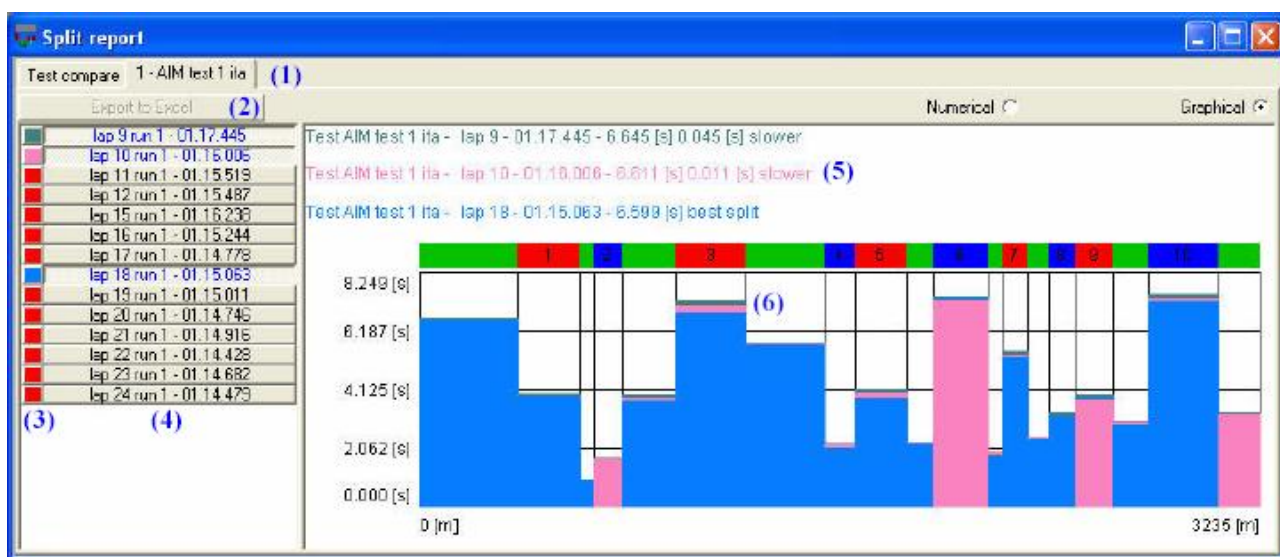 Split report
Test compare 1 - AIM test 1 ita (1)
Export to Excel (2) Numerical Graphical
lap 9 run 1 - 01.17.445
lap 10 run 1 - 01.16.006
lap 11 run 1 - 01.15.519
lap 12 run 1 - 01.15.487
lap 15 run 1 - 01.16.238
lap 16 run 1 - 01.15.244
lap 17 run 1 - 01.14.778
lap 18 run 1 - 01.15.063
lap 19 run 1 - 01.15.011
lap 20 run 1 - 01.14.746
lap 21 run 1 - 01.14.916
lap 22 run 1 - 01.14.428
lap 23 run 1 - 01.14.682
lap 24 run 1 - 01.14.479
(3) (4)
Test AIM test 1 ita - lap 9 - 01.17.445 - 6.645 [s] 0.045 [s] slower
Test AIM test 1 ita - lap 10 - 01.16.006 - 6.611 [s] 0.011 [s] slower (5)
Test AIM test 1 ita - lap 18 - 01.15.063 - 6.599 [s] best split
1 2 3 4 5 6 7 8 9 10
8.249 [s]
(6)
6.187 [s]
4.125 [s]
2.062 [s]
0.000 [s]
0 [m] 3235 [m]